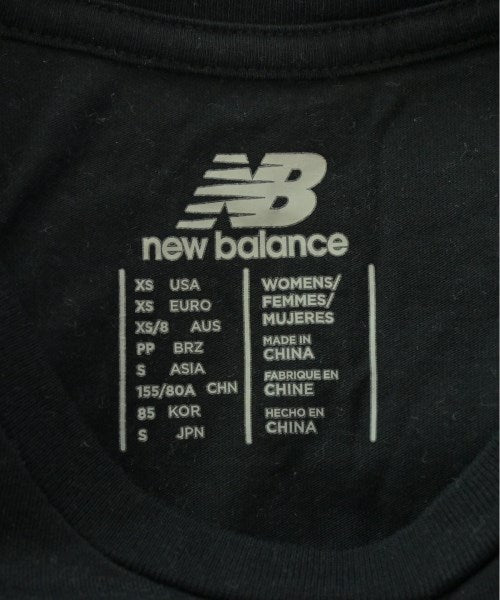 NB
new balance
XS USA
XS EURO
XS/8 AUS
PP BRZ
S ASIA
155/80A CHN
85 KOR
S JPN
WOMENS/
FEMMES/
MUJERES
MADE IN
CHINA
FABRIQUE EN
CHINE
HECHO EN
CHINA